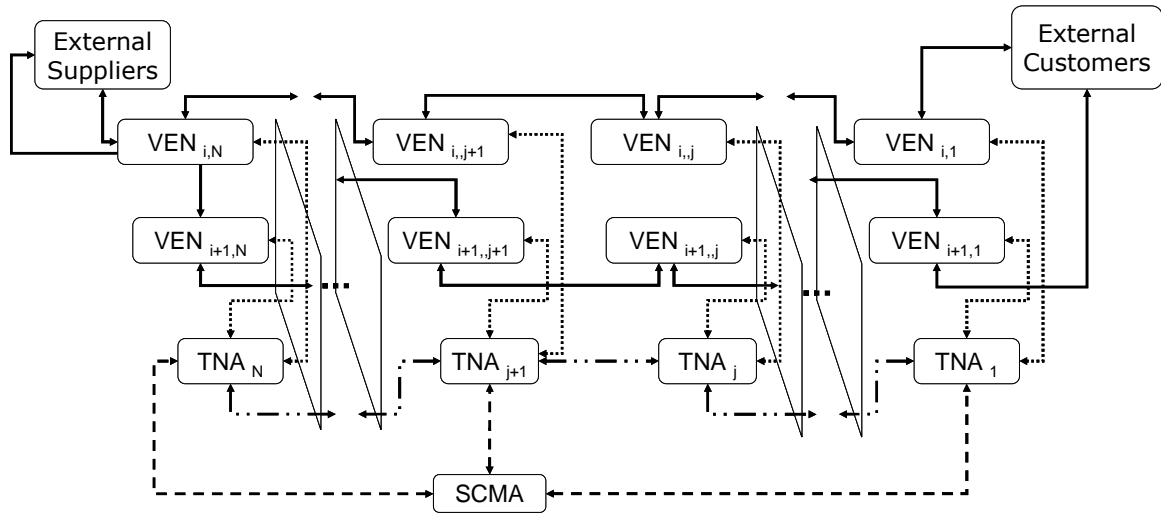 External
Suppliers
External
Customers
VEN i,N
VEN i,,j+1
VEN i,,j
VEN i,1
VEN i+1,N
VEN i+1,,j+1
VEN i+1,,j
VEN i+1,1
TNA N
TNA j+1
TNA j
TNA 1
SCMA